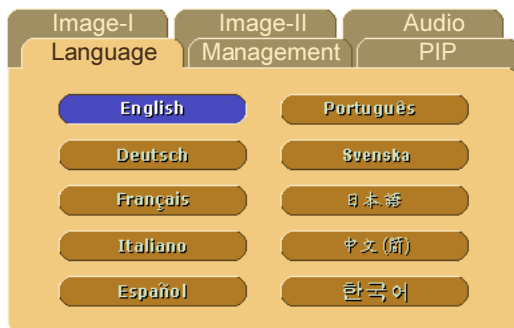 Image-I Image-II Audio
Language Management PIP
English Português
Deutsch Svenska
Français 日本語
Italiano 中文(简)
Español 한국어